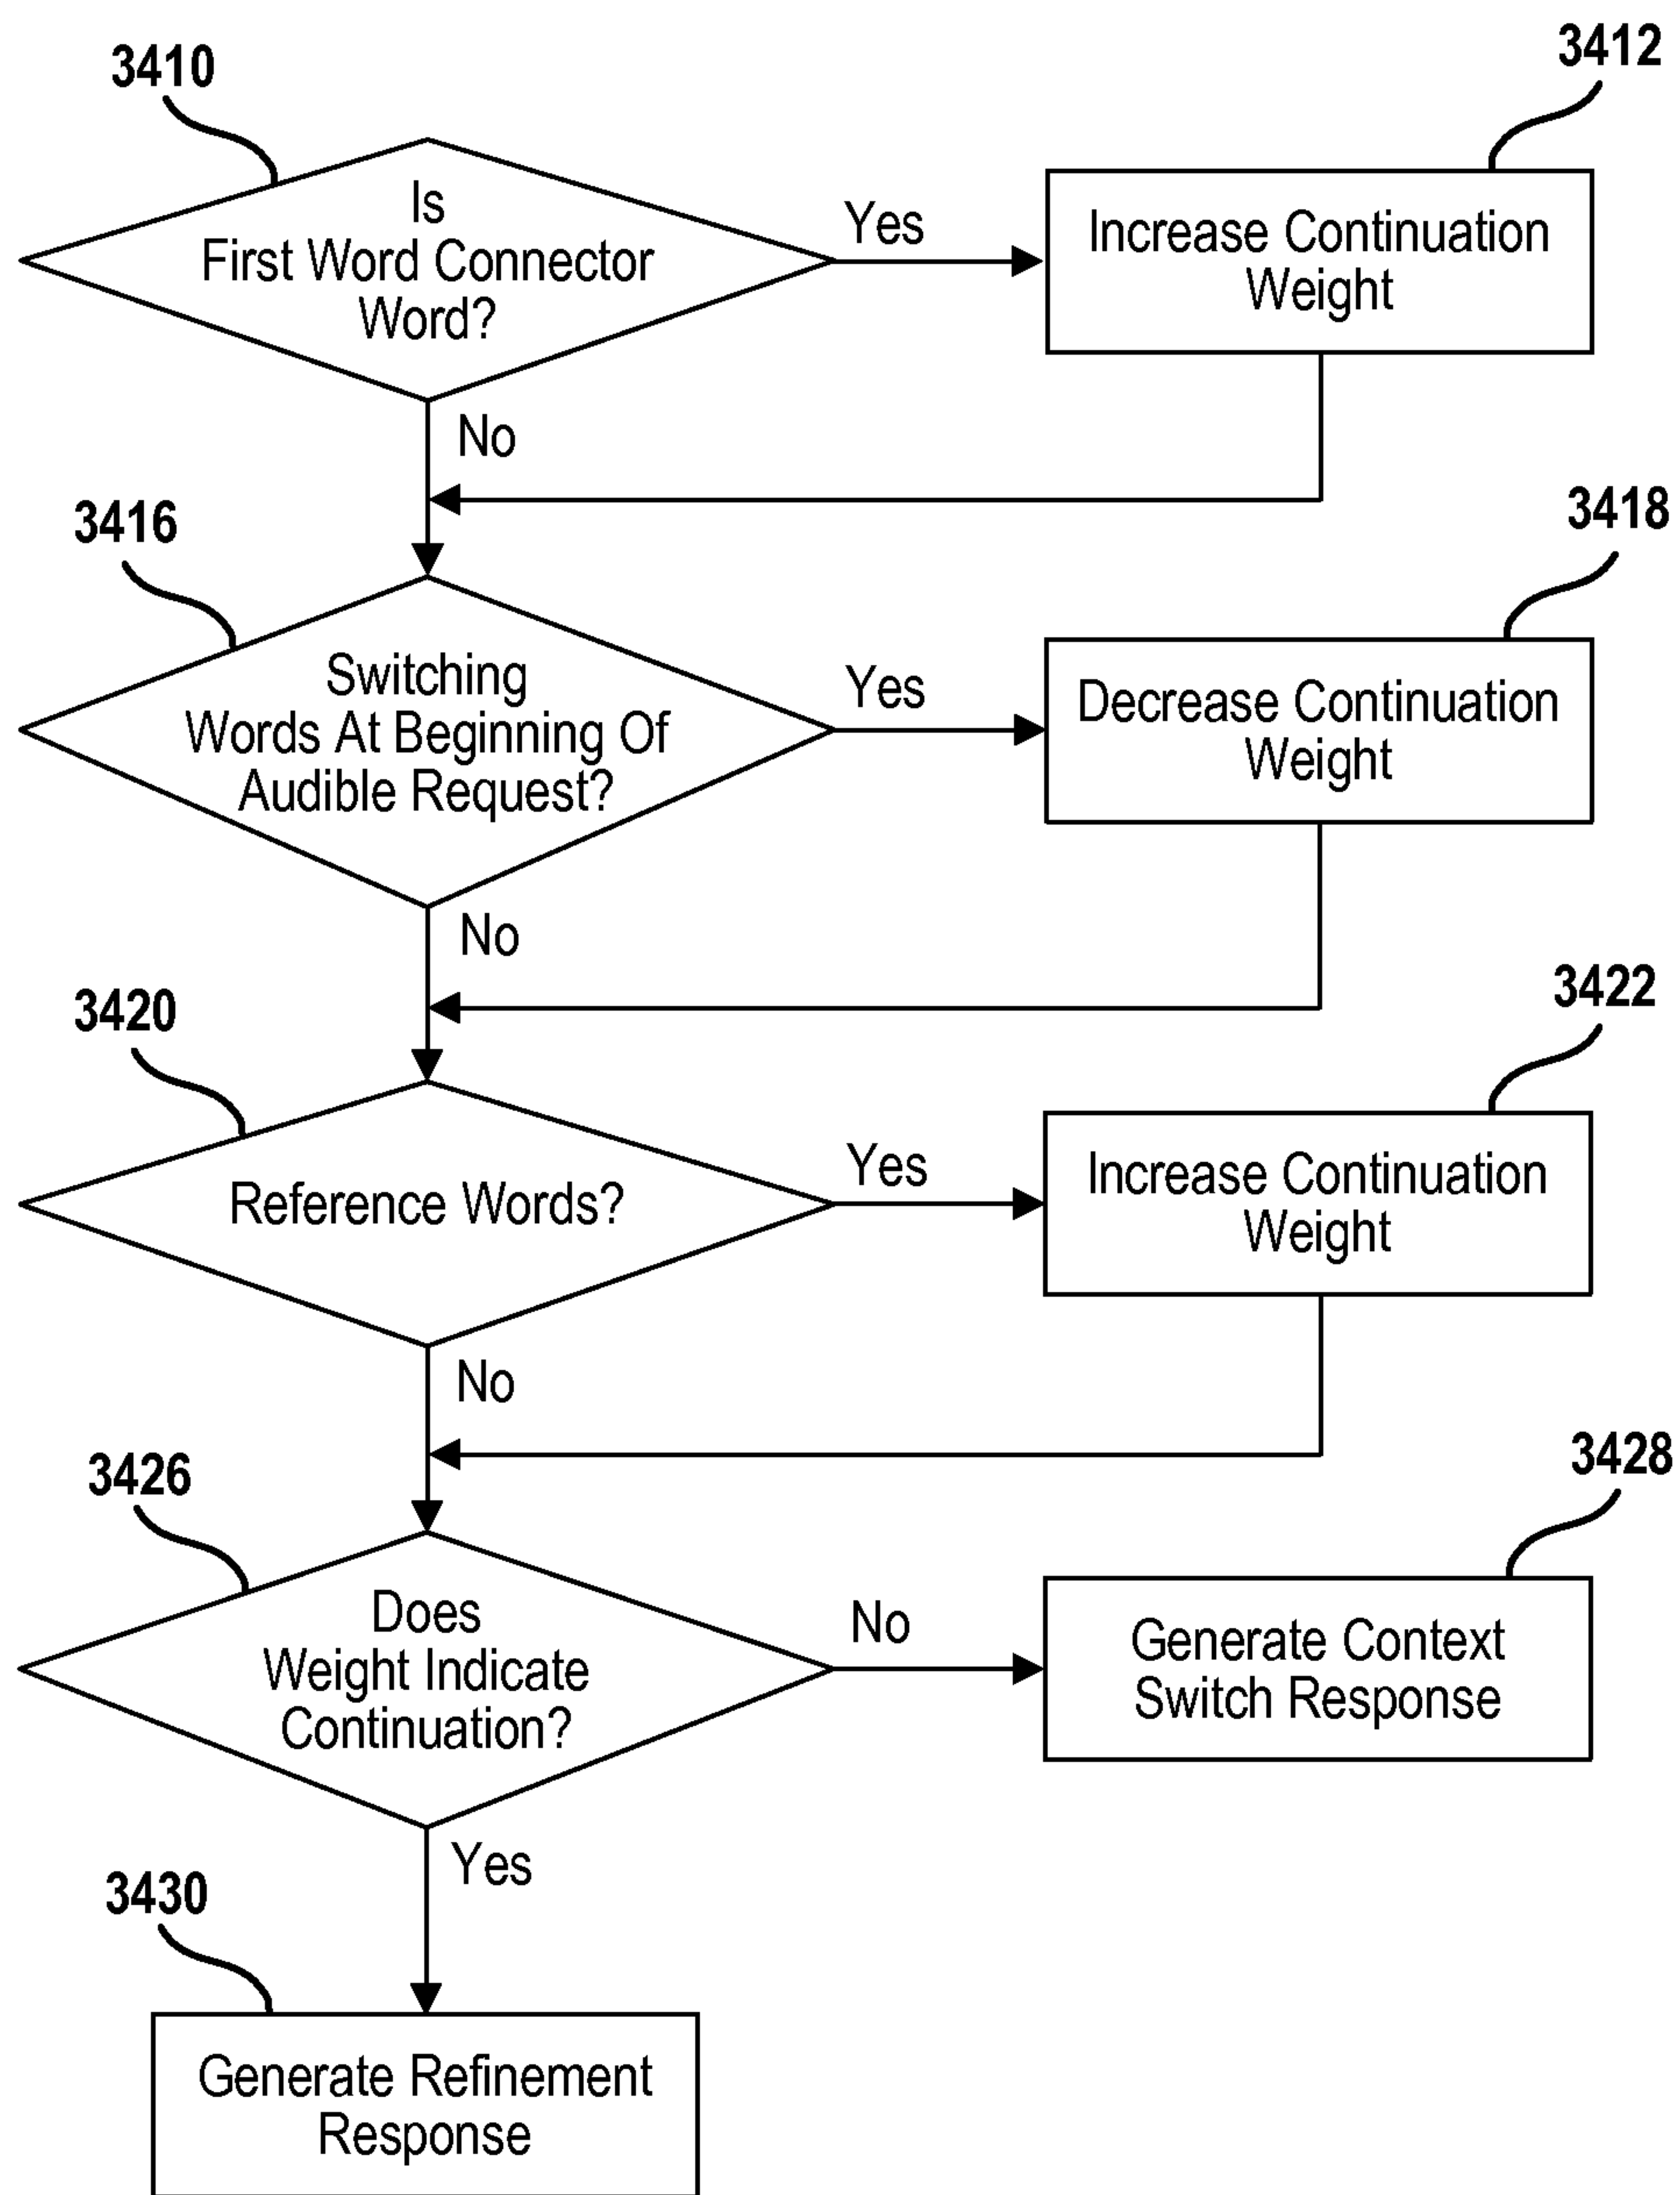 3410
3412
Is
First Word Connector
Word?
Yes
Increase Continuation
Weight
No
3416
3418
Switching
Words At Beginning Of
Audible Request?
Yes
Decrease Continuation
Weight
No
3420
3422
Reference Words?
Yes
Increase Continuation
Weight
No
3426
3428
Does
Weight Indicate
Continuation?
No
Generate Context
Switch Response
Yes
3430
Generate Refinement
Response